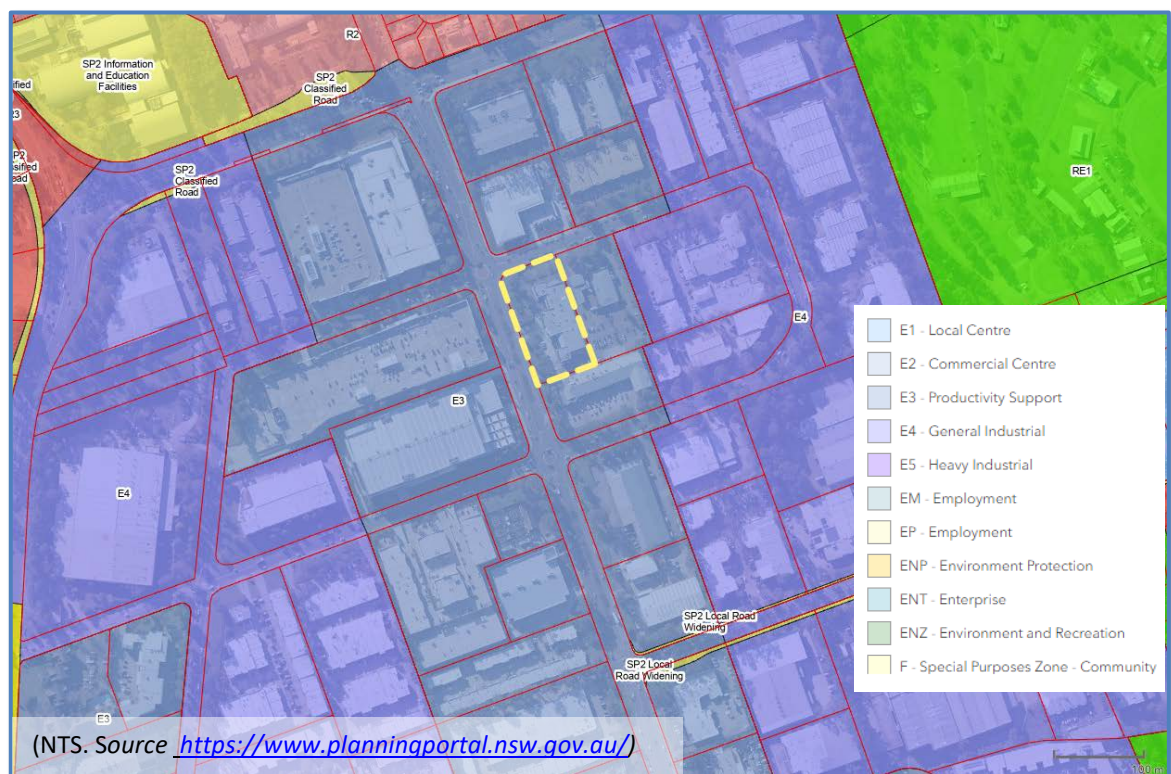 R2
SP2 Information
and Education
Facilities
SP2
Classified
Road
ified
R3
SP2
Classified
Road
RE1
E4
E3
E4
SP2 Local Road
Widening
SP2 Local
Road Widening
E3
E1 - Local Centre
E2 - Commercial Centre
E3 - Productivity Support
E4 - General Industrial
E5 - Heavy Industrial
EM - Employment
EP - Employment
ENP - Environment Protection
ENT - Enterprise
ENZ - Environment and Recreation
F - Special Purposes Zone - Community
(NTS. Source https://www.planningportal.nsw.gov.au/)
100 m